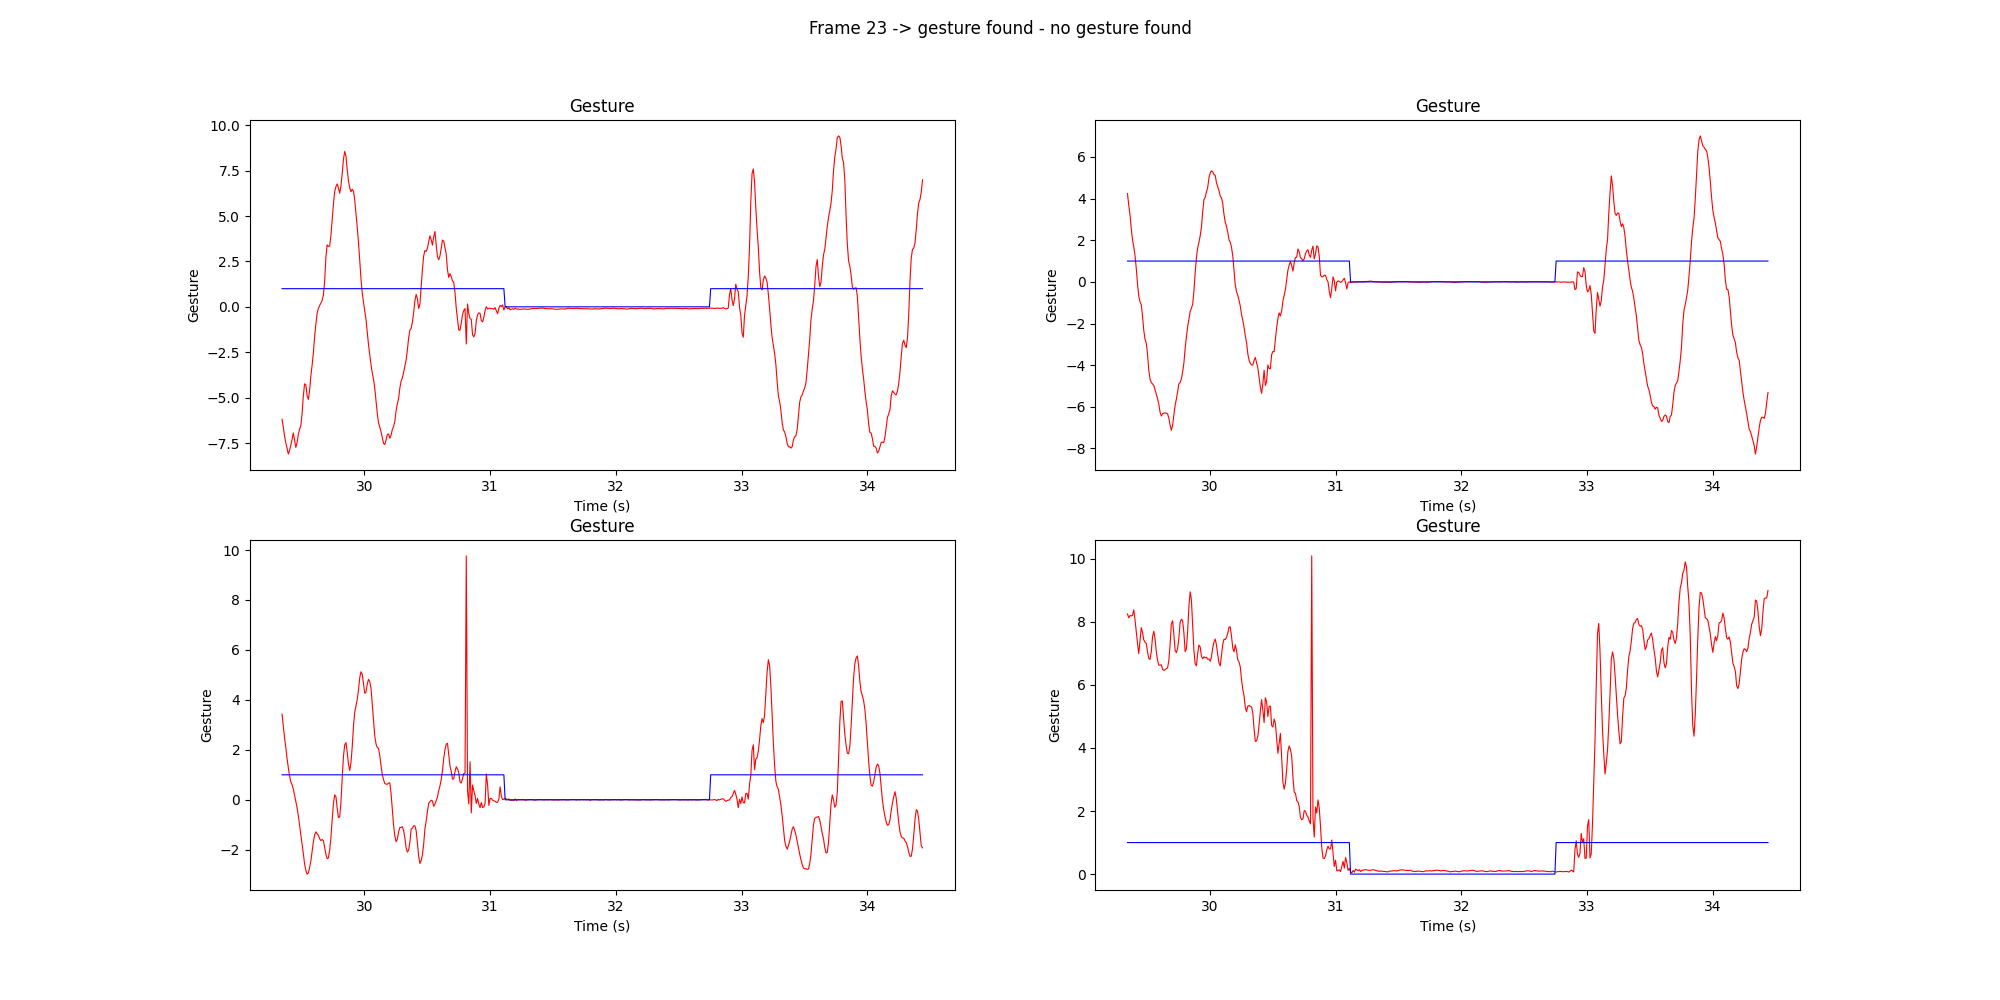 Frame 23 -> gesture found - no gesture found
Gesture
10.0
7.5
5.0
2.5
0.0
−2.5
−5.0
−7.5
Gesture
30 31 32 33 34
Time (s)
Gesture
6
4
2
0
−2
−4
−6
−8
Gesture
30 31 32 33 34
Time (s)
Gesture
10
8
6
4
2
0
−2
Gesture
30 31 32 33 34
Time (s)
Gesture
10
8
6
4
2
0
Gesture
30 31 32 33 34
Time (s)